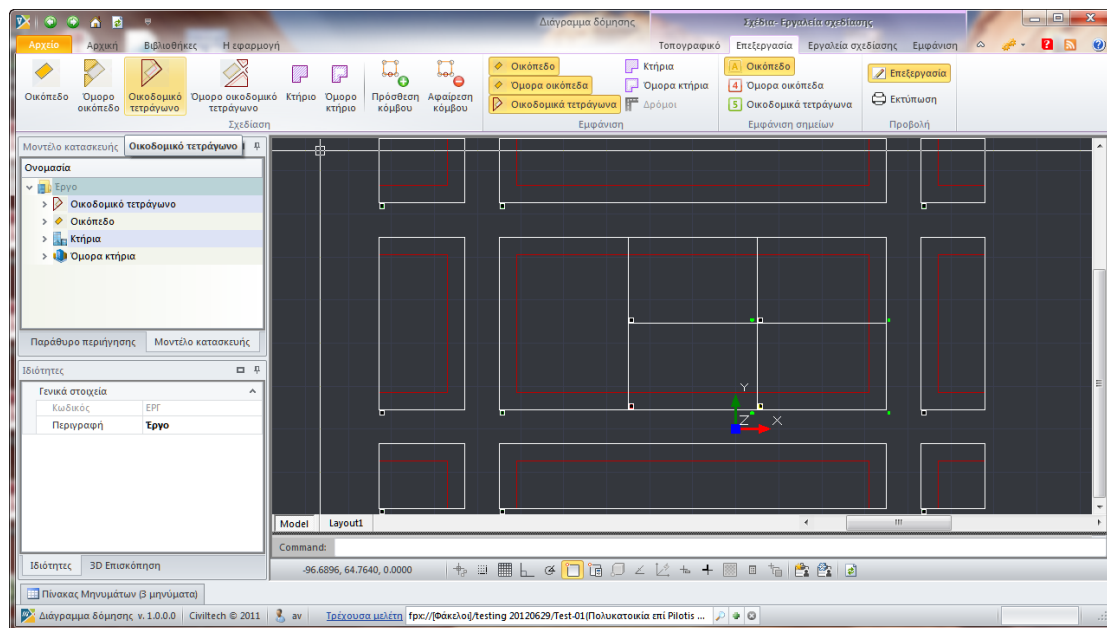 Διάγραμμα δόμησης
Σχέδια- Εργαλεία σχεδίασης
Αρχείο Αρχική Βιβλιοθήκες Η εφαρμογή Τοπογραφικό Επεξεργασία Εργαλεία σχεδίασης Εμφάνιση
Οικόπεδο
Όμορο οικόπεδο
Οικοδομικό τετράγωνο
Όμορο οικοδομικό τετράγωνο
Κτήριο
Όμορο κτήριο
Πρόσθεση κόμβου
Αφαίρεση κόμβου
Σχεδίαση
Οικόπεδο
Όμορα οικόπεδα
Οικοδομικά τετράγωνα
Κτήρια
Όμορα κτήρια
Δρόμοι
Εμφάνιση
A Οικόπεδο
4 Όμορα οικόπεδα
5 Οικοδομικά τετράγωνα
Εμφάνιση σημείων
Επεξεργασία
Εκτύπωση
Προβολή
Μοντέλο κατασκευής
Οικοδομικό τετράγωνο
Ονομασία
Έργο
Οικοδομικό τετράγωνο
Οικόπεδο
Κτήρια
Όμορα κτήρια
Παράθυρο περιήγησης Μοντέλο κατασκευής
Ιδιότητες
Γενικά στοιχεία
Κωδικός ΕΡΓ
Περιγραφή Έργο
Ιδιότητες 3D Επισκόπηση
Y
Z X
Model Layout1
Command:
-96.6896, 64.7640, 0.0000
Πίνακας Μηνυμάτων (3 μηνύματα)
Διάγραμμα δόμησης v. 1.0.0.0 Civiltech © 2011 av Τρέχουσα μελέτη fpx://[Φάκελοι]/testing 20120629/Test-01(Πολυκατοικία επί Pilotis ...